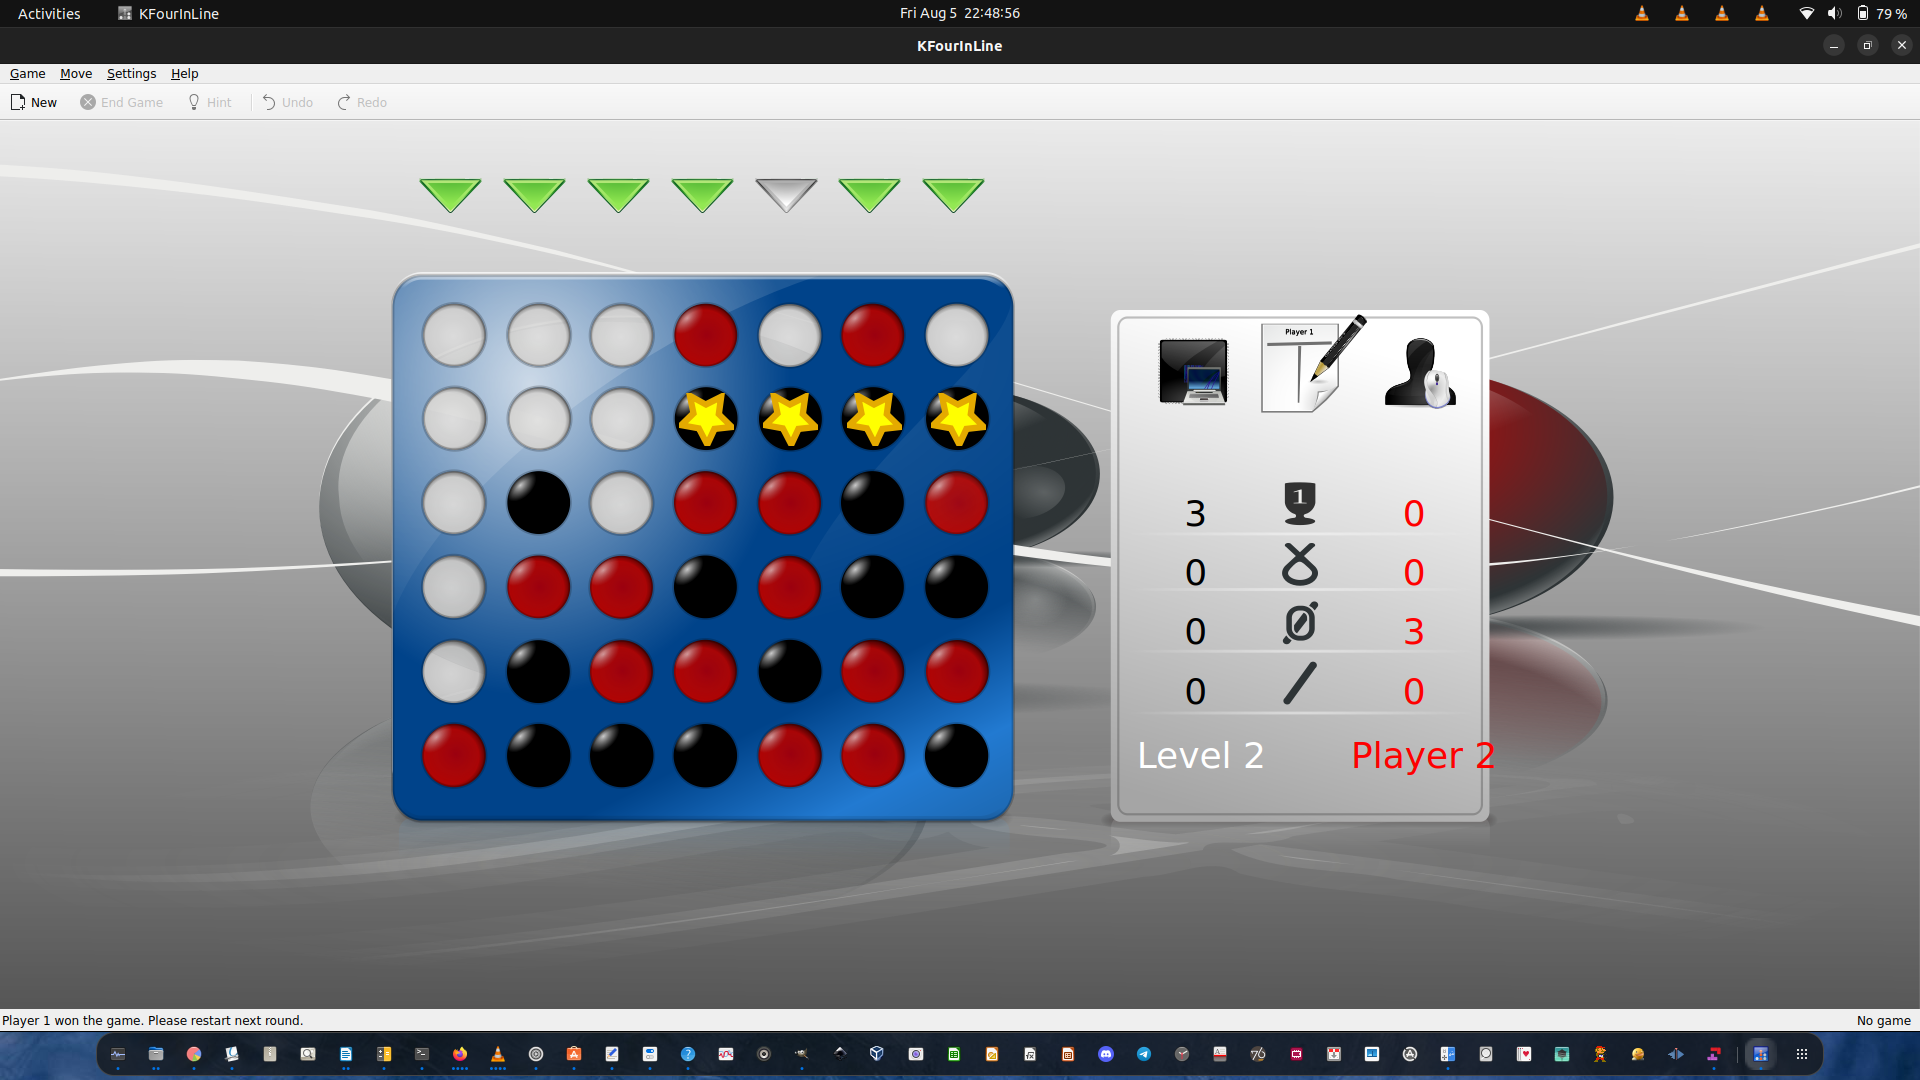 Activities KFourInLine Fri Aug 5 22:48:56 79 %
KFourInLine
Game Move Settings Help
New End Game Hint Undo Redo
Player 1
1
3 0
0 0
0 3
0 0
Level 2 Player 2
Player 1 won the game. Please restart next round. No game